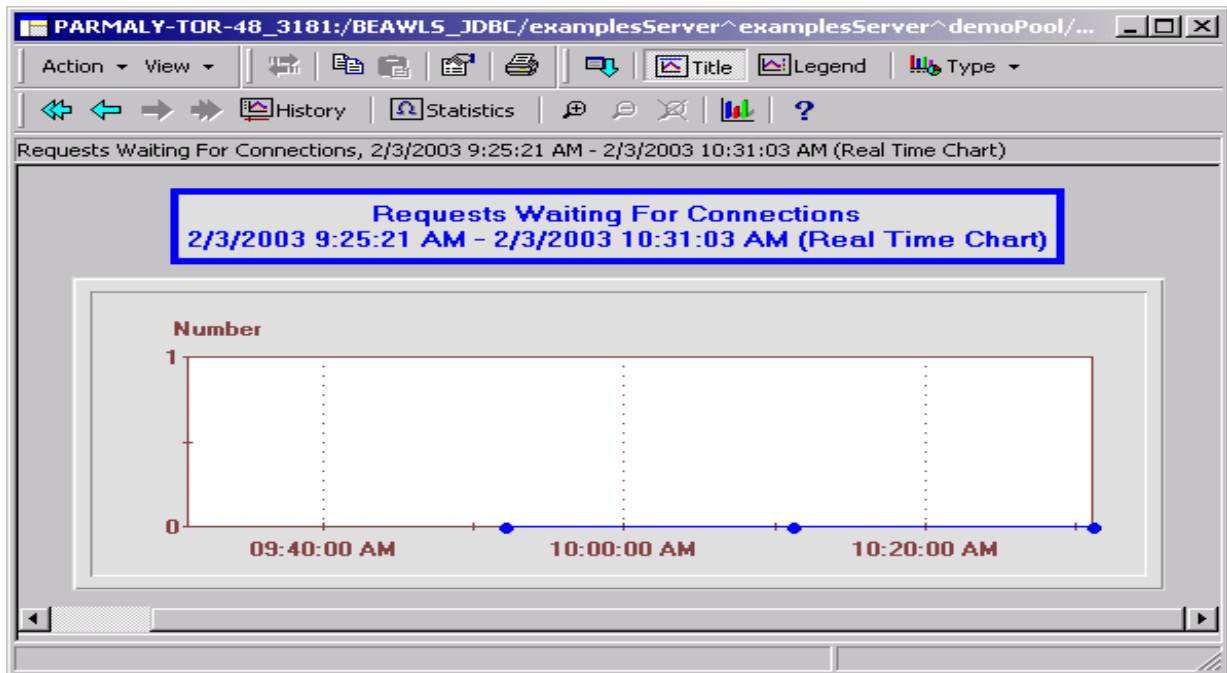 PARMALY-TOR-48_3181:/BEAWLS_JDBC/examplesServer^examplesServer^demoPool/...
Action View Title Legend Type
History Statistics ?
Requests Waiting For Connections, 2/3/2003 9:25:21 AM - 2/3/2003 10:31:03 AM (Real Time Chart)
Requests Waiting For Connections
2/3/2003 9:25:21 AM - 2/3/2003 10:31:03 AM (Real Time Chart)
Number
1
0
09:40:00 AM 10:00:00 AM 10:20:00 AM